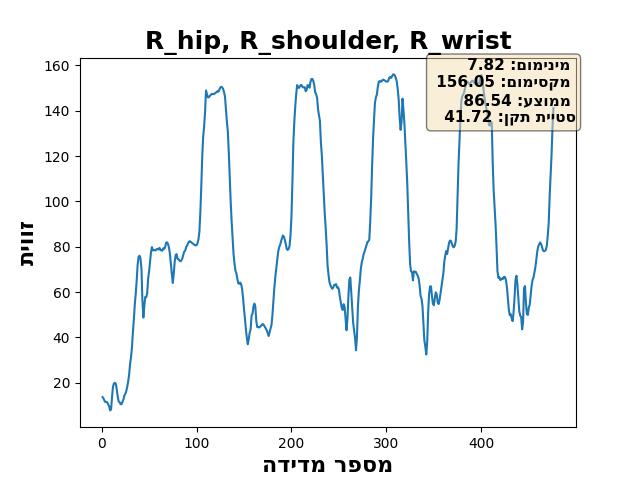 R_hip, R_shoulder, R_wrist
מינימום: 7.82
מקסימום: 156.05
ממוצע: 86.54
סטיית תקן: 41.72
160
140
120
100
80
60
40
20
זווית
0 100 200 300 400
מספר מדידה